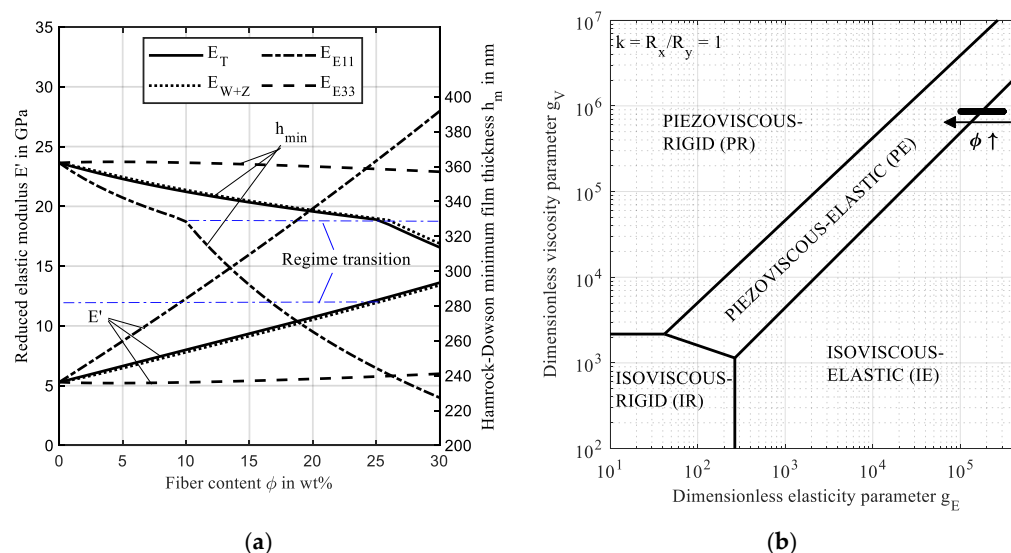 35
30
25
20
15
10
5
0
Reduced elastic modulus E' in GPa
E_T
E_E11
E_W+Z
E_E33
h_min
Regime transition
E'
400
380
360
340
320
300
280
260
240
220
200
Hamrock-Dowson minimum film thickness h_m in nm
0 5 10 15 20 25 30
Fiber content ϕ in wt%
(a)
10^7
10^6
10^5
10^4
10^3
10^2
Dimensionless viscosity parameter g_V
k = R_x/R_y = 1
PIEZOVISCOUS-
RIGID (PR)
ϕ ↑
PIEZOVISCOUS-ELASTIC (PE)
ISOVISCOUS-
RIGID (IR)
ISOVISCOUS-
ELASTIC (IE)
10^1 10^2 10^3 10^4 10^5
Dimensionless elasticity parameter g_E
(b)